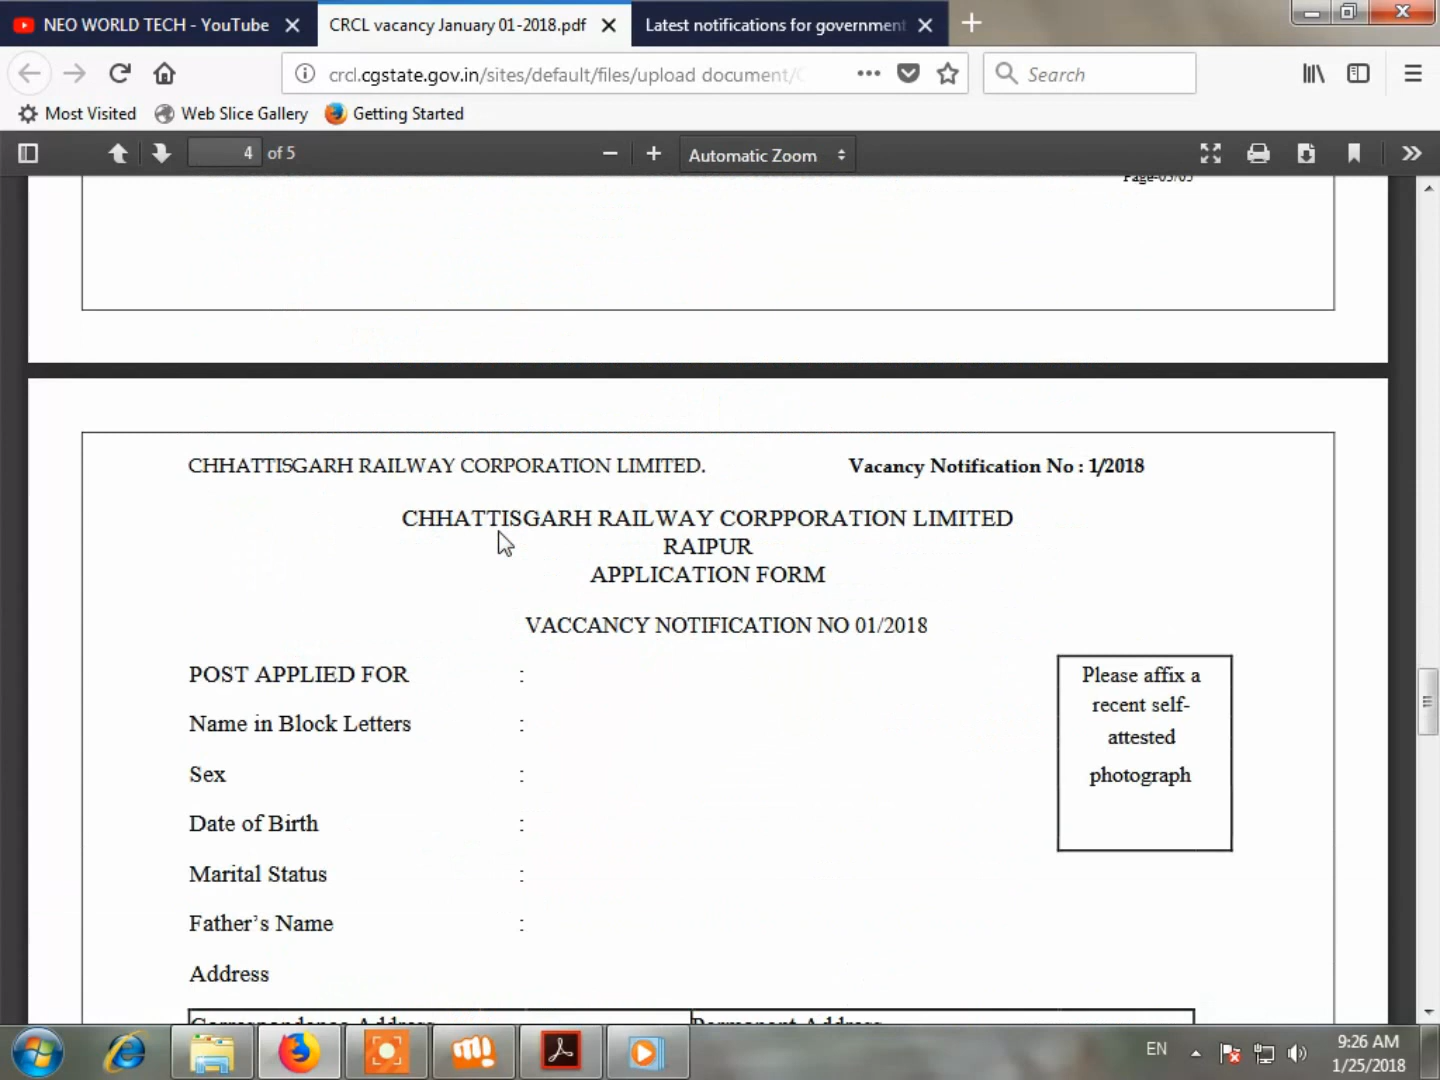 NEO WORLD TECH - YouTube
CRCL vacancy January 01-2018.pdf
Latest notifications for government
crcl.cgstate.gov.in/sites/default/files/upload document/
Search
Most Visited
Web Slice Gallery
Getting Started
4 of 5
Automatic Zoom
CHHATTISGARH RAILWAY CORPORATION LIMITED.
Vacancy Notification No : 1/2018
CHHATTISGARH RAILWAY CORPPORATION LIMITED
RAIPUR
APPLICATION FORM
VACCANCY NOTIFICATION NO 01/2018
POST APPLIED FOR :
Name in Block Letters :
Sex :
Date of Birth :
Marital Status :
Father's Name :
Address
Please affix a
recent self-
attested
photograph
Correspondence Address
Permanent Address
EN
9:26 AM
1/25/2018